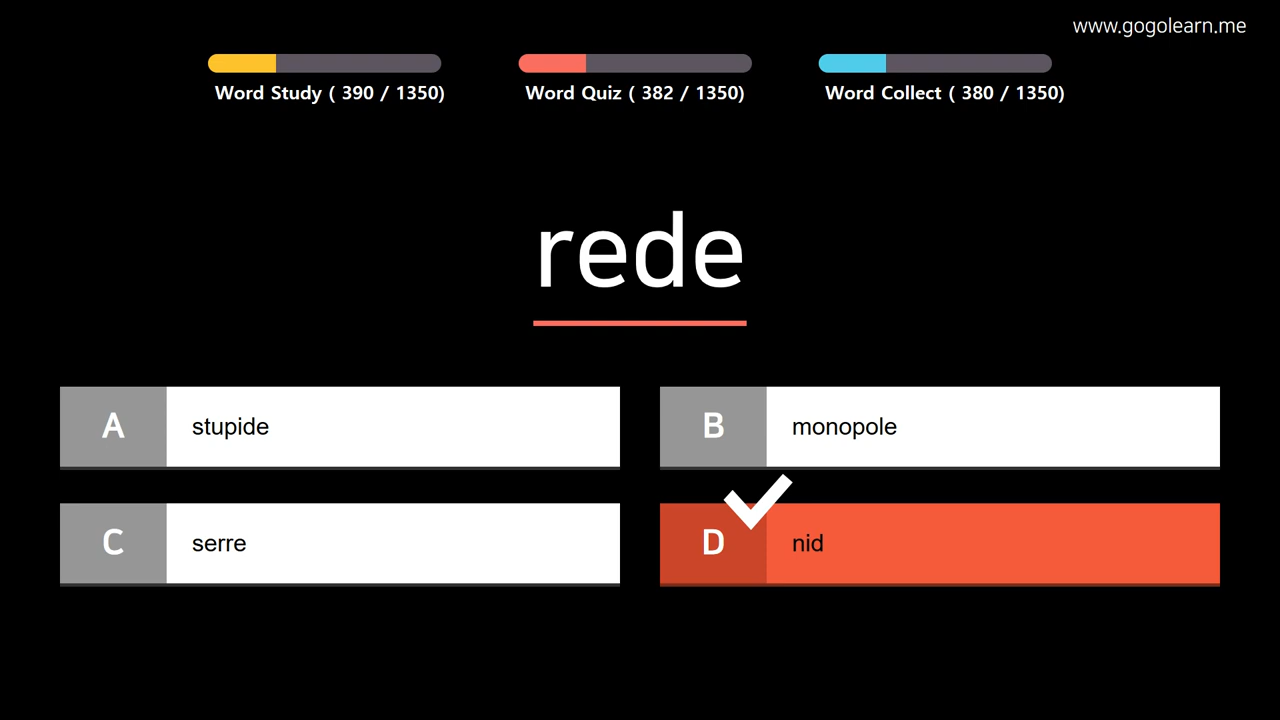 www.gogolearn.me
Word Study ( 390 / 1350)
Word Quiz ( 382 / 1350)
Word Collect ( 380 / 1350)
rede
A stupide
B monopole
C serre
D nid